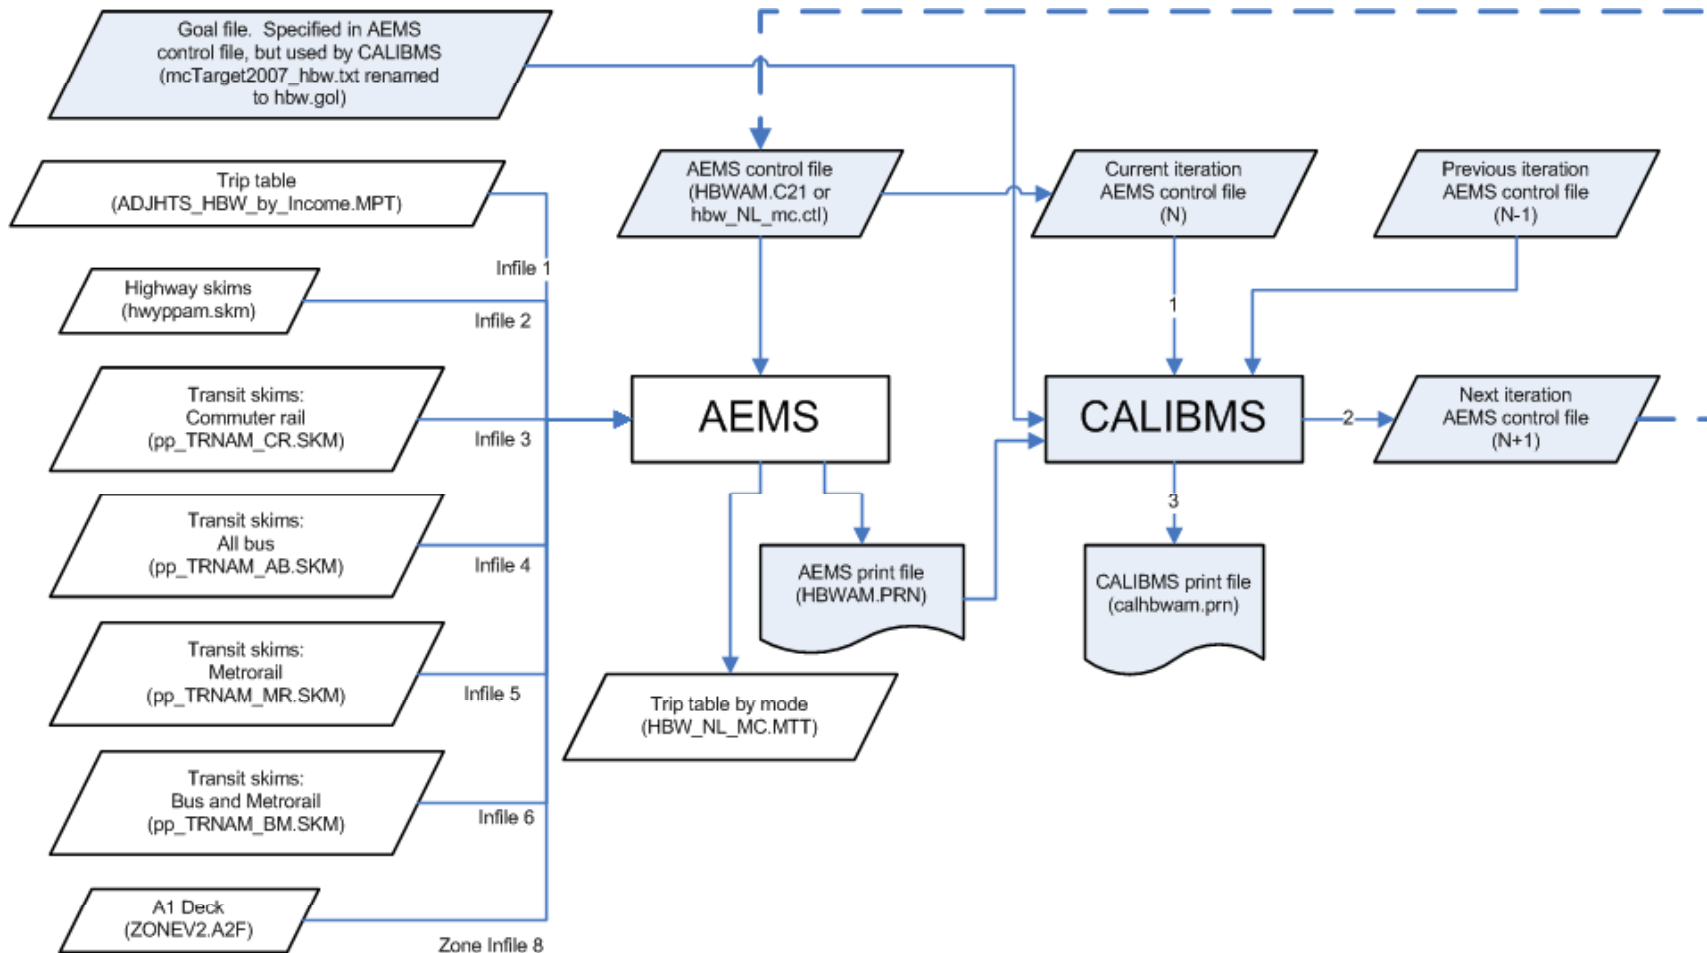 Goal file. Specified in AEMS
control file, but used by CALIBMS
(mcTarget2007_hbw.txt renamed
to hbw.gol)
Trip table
(ADJHTS_HBW_by_Income.MPT)
Infile 1
Highway skims
(hwyppam.skm)
Infile 2
Transit skims:
Commuter rail
(pp_TRNAM_CR.SKM)
Infile 3
Transit skims:
All bus
(pp_TRNAM_AB.SKM)
Infile 4
Transit skims:
Metrorail
(pp_TRNAM_MR.SKM)
Infile 5
Transit skims:
Bus and Metrorail
(pp_TRNAM_BM.SKM)
Infile 6
A1 Deck
(ZONEV2.A2F)
Zone Infile 8
AEMS control file
(HBWAM.C21 or
hbw_NL_mc.ctl)
AEMS
AEMS print file
(HBWAM.PRN)
Trip table by mode
(HBW_NL_MC.MTT)
Current iteration
AEMS control file
(N)
1
Previous iteration
AEMS control file
(N-1)
CALIBMS
2
Next iteration
AEMS control file
(N+1)
3
CALIBMS print file
(calhbwam.prn)